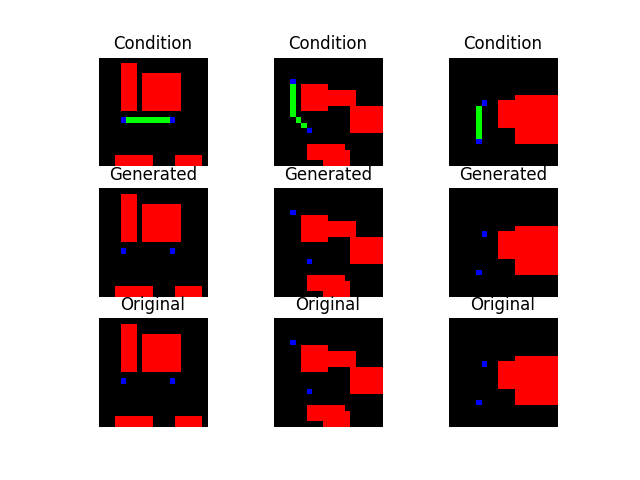 Condition Condition Condition
Generated Generated Generated
Original Original Original